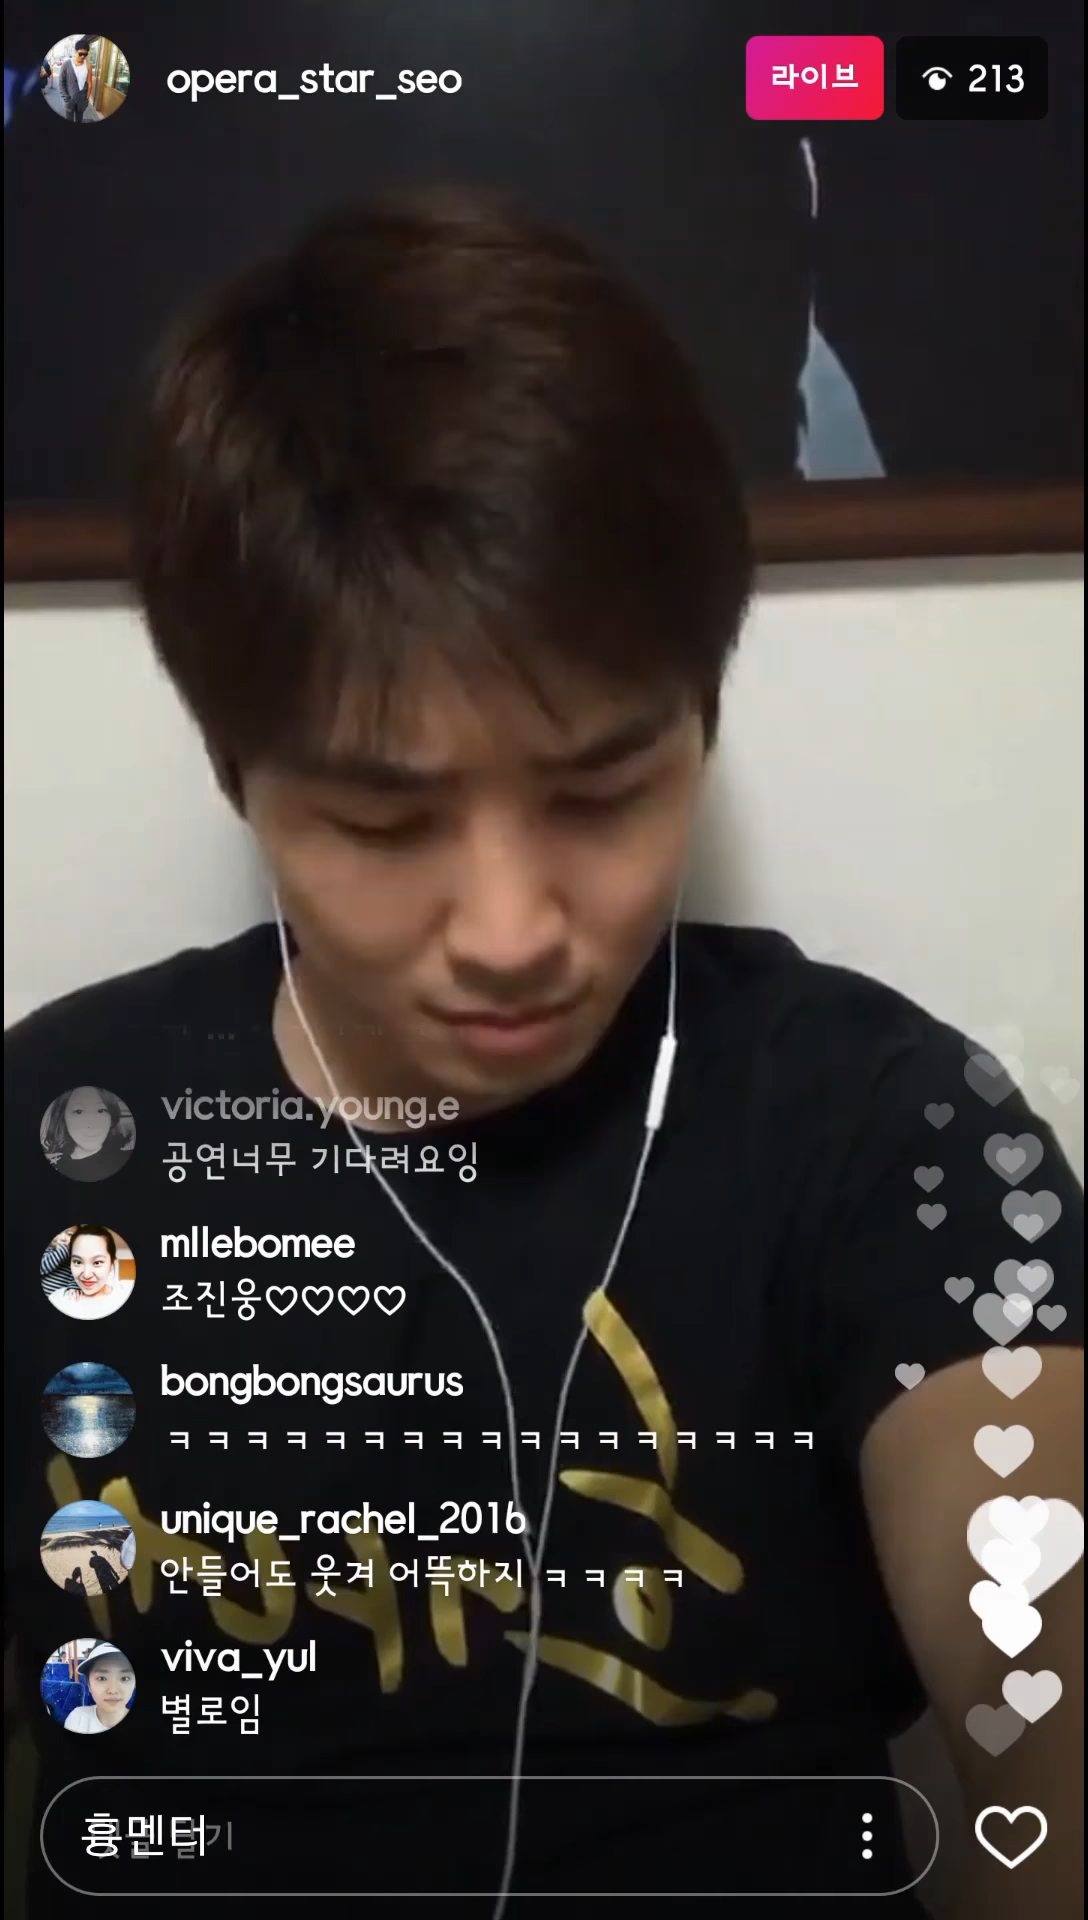 opera_star_seo
라이브
213
victoria.young.e
공연너무 기다려요잉
mllebomee
조진웅♡♡♡♡
bongbongsaurus
ㅋㅋㅋㅋㅋㅋㅋㅋㅋㅋㅋㅋㅋㅋㅋㅋㅋ
unique_rachel_2016
안들어도 웃겨 어뜩하지 ㅋㅋㅋㅋ
viva_yul
별로임
흉멘터